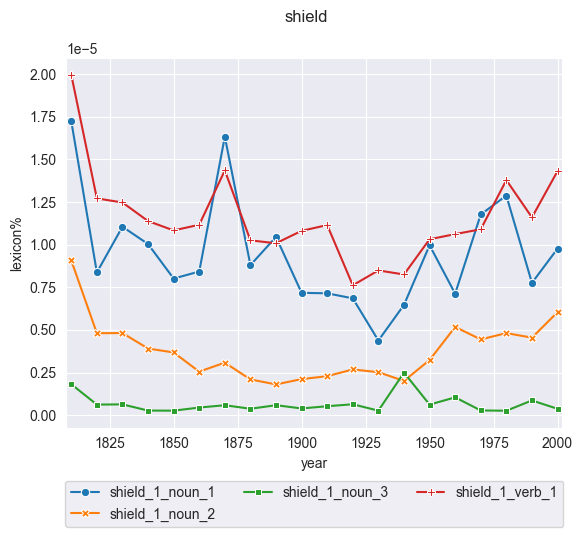 shield
1e−5
2.00
1.75
1.50
1.25
1.00
0.75
0.50
0.25
0.00
lexicon%
1825 1850 1875 1900 1925 1950 1975 2000
year
shield_1_noun_1 shield_1_noun_3 shield_1_verb_1
shield_1_noun_2